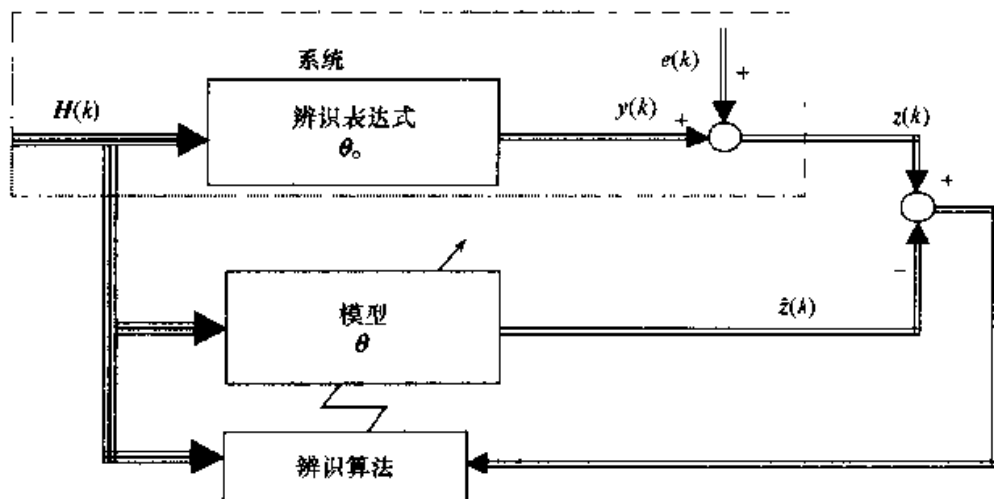 系统
e(k)
+
H(k)
辨识表达式
θ₀
y(k)
+
z(k)
+
模型
θ
−
ẑ(k)
辨识算法